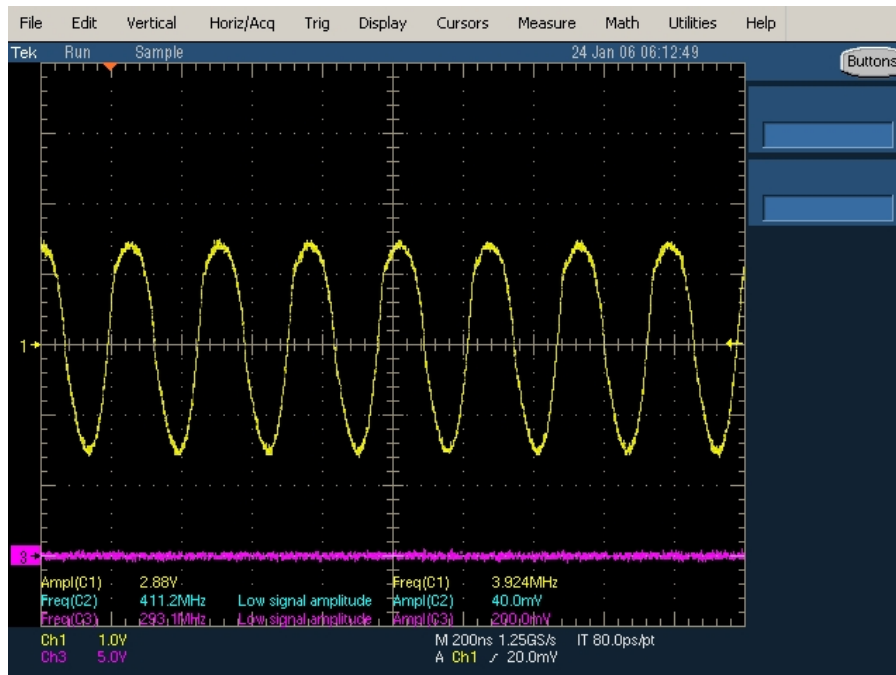 File Edit Vertical Horiz/Acq Trig Display Cursors Measure Math Utilities Help
Tek Run Sample 24 Jan 06 06:12:49
Buttons
1
3
Ampl(C1) 2.88V Freq(C1) 3.924MHz
Freq(C2) 411.2MHz Low signal amplitude Ampl(C2) 40.0mV
Freq(C3) 293.1MHz Low signal amplitude Ampl(C3) 200.0mV
Ch1 1.0V M 200ns 1.25GS/s IT 80.0ps/pt
Ch3 5.0V A Ch1 20.0mV